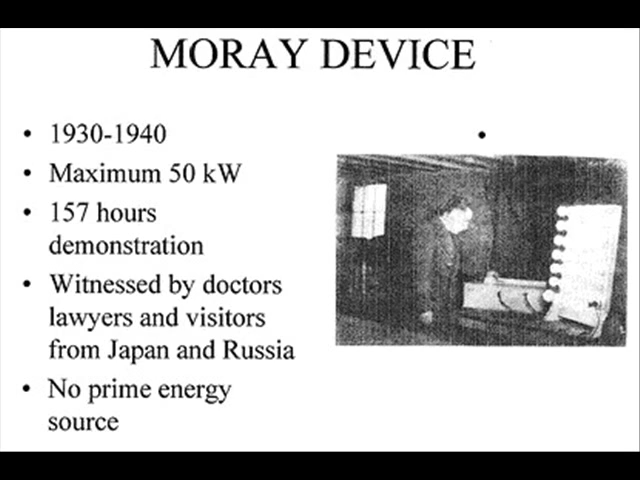 MORAY DEVICE
• 1930-1940
• Maximum 50 kW
• 157 hours
demonstration
• Witnessed by doctors
lawyers and visitors
from Japan and Russia
• No prime energy
source
•